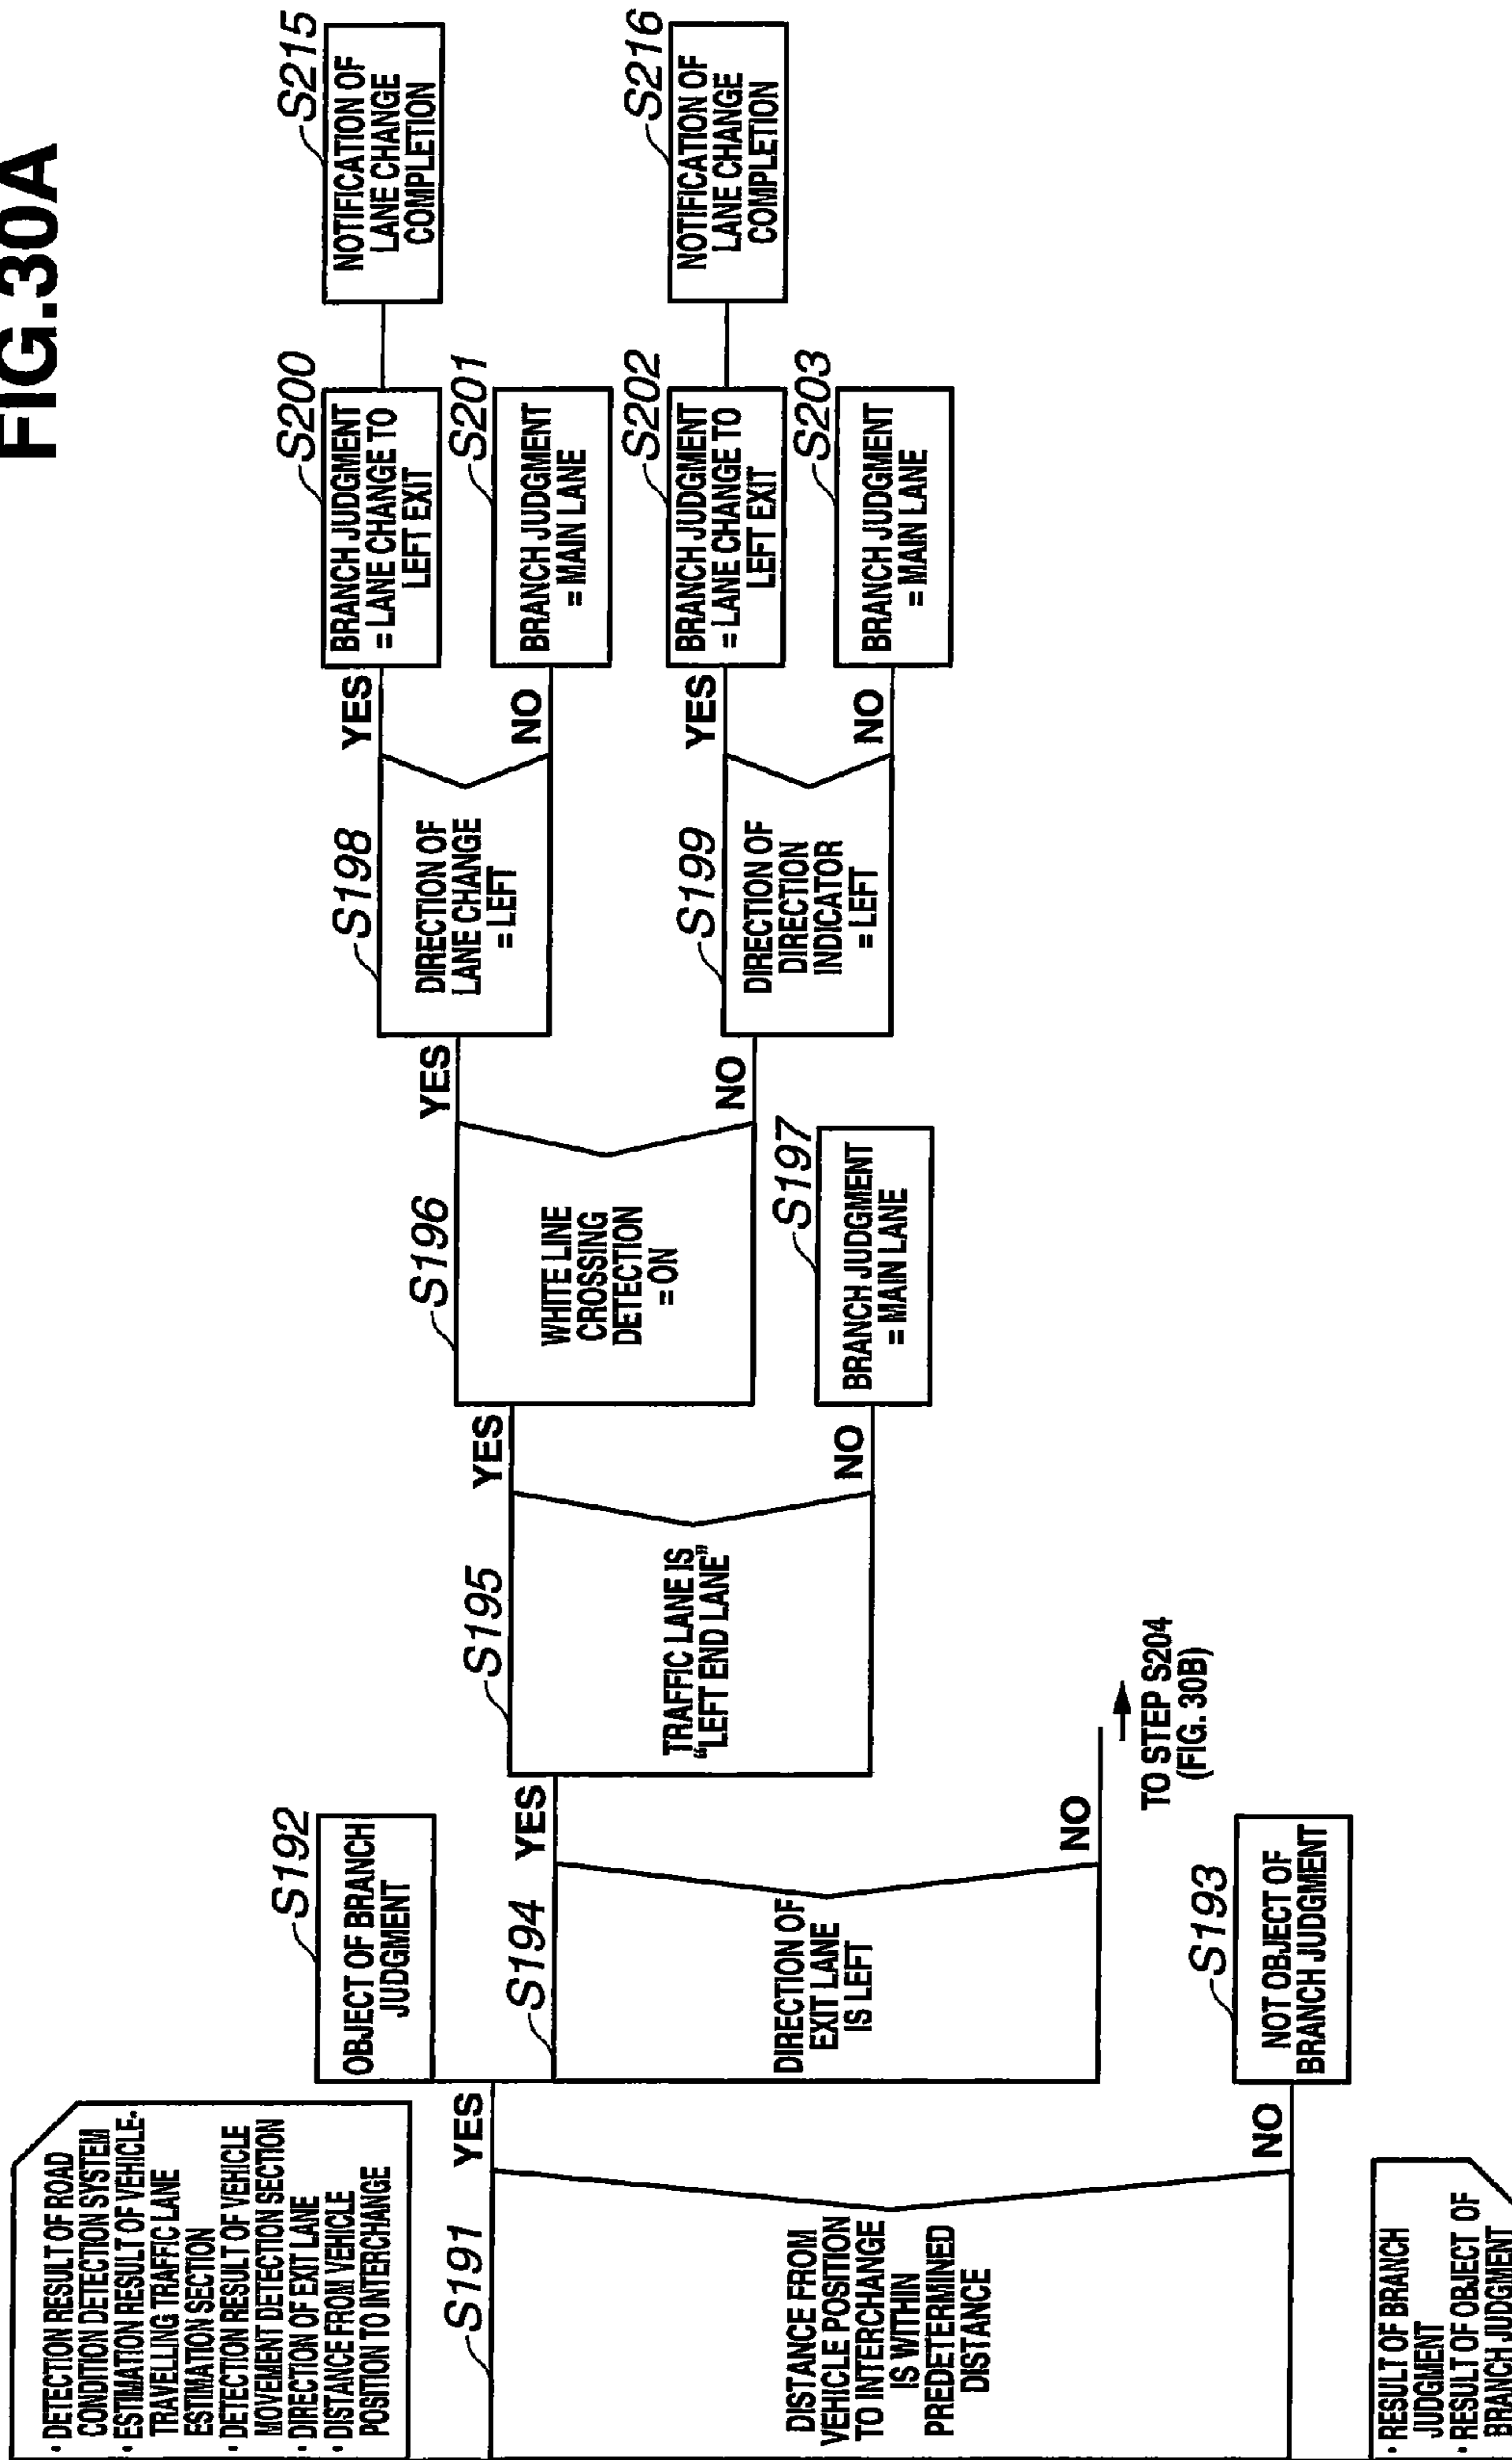 FIG.30A
· DETECTION RESULT OF ROAD
CONDITION DETECTION SYSTEM
· ESTIMATION RESULT OF VEHICLE-
TRAVELLING TRAFFIC LANE
ESTIMATION SECTION
· DETECTION RESULT OF VEHICLE
MOVEMENT DETECTION SECTION
· DIRECTION OF EXIT LANE
· DISTANCE FROM VEHICLE
POSITION TO INTERCHANGE
S191
DISTANCE FROM
VEHICLE POSITION
TO INTERCHANGE
IS WITHIN
PREDETERMINED
DISTANCE
YES
NO
· RESULT OF BRANCH
JUDGMENT
· RESULT OF OBJECT OF
BRANCH JUDGMENT
S192
OBJECT OF BRANCH
JUDGMENT
S194
DIRECTION OF
EXIT LANE
IS LEFT
YES
NO
S193
NOT OBJECT OF
BRANCH JUDGMENT
TO STEP S204
(FIG. 30B)
S195
TRAFFIC LANE IS
“LEFT END LANE”
YES
NO
S196
WHITE LINE
CROSSING
DETECTION
= ON
YES
NO
S197
BRANCH JUDGMENT
= MAIN LANE
S198
DIRECTION OF
LANE CHANGE
= LEFT
YES
NO
S199
DIRECTION OF
DIRECTION
INDICATOR
= LEFT
YES
NO
S200
BRANCH JUDGMENT
= LANE CHANGE TO
LEFT EXIT
S201
BRANCH JUDGMENT
= MAIN LANE
S202
BRANCH JUDGMENT
= LANE CHANGE TO
LEFT EXIT
S203
BRANCH JUDGMENT
= MAIN LANE
S215
NOTIFICATION OF
LANE CHANGE
COMPLETION
S216
NOTIFICATION OF
LANE CHANGE
COMPLETION